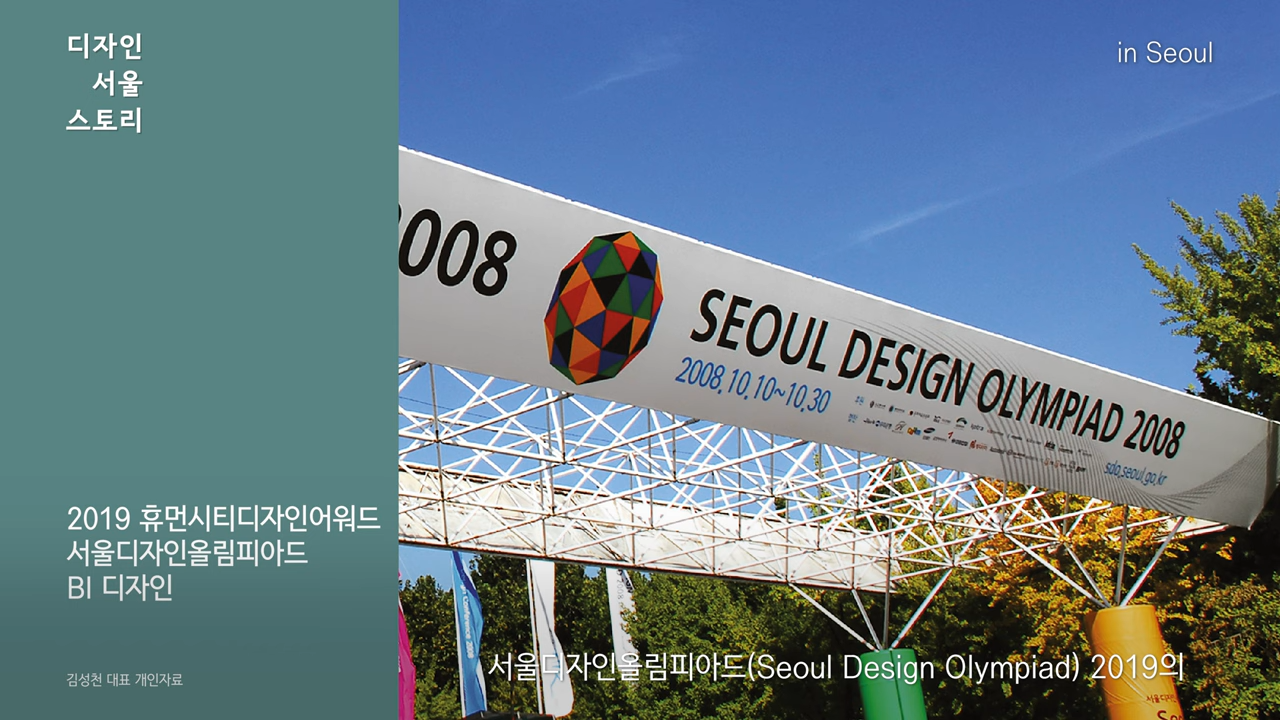 디자인
서울
스토리
in Seoul
2008
SEOUL DESIGN OLYMPIAD 2008
2008.10.10~10.30
sdo.seoul.go.kr
2019 휴먼시티디자인어워드
서울디자인올림피아드
BI 디자인
김성천 대표 개인자료
서울디자인올림피아드(Seoul Design Olympiad) 2019의